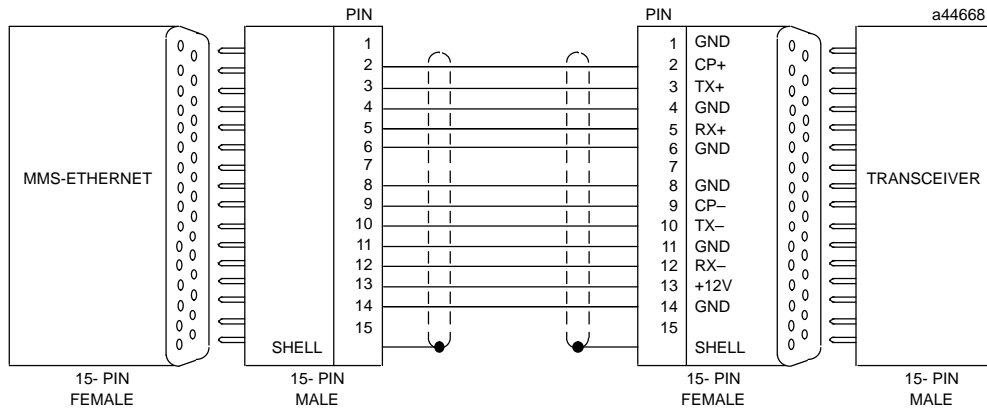 PIN PIN a44668
1 1 GND
2 2 CP+
3 3 TX+
4 4 GND
5 5 RX+
6 6 GND
7 7
MMS-ETHERNET TRANSCEIVER
8 8 GND
9 9 CP–
10 10 TX–
11 11 GND
12 12 RX–
13 13 +12V
14 14 GND
15 15
SHELL SHELL
15- PIN 15- PIN 15- PIN 15- PIN
FEMALE MALE FEMALE MALE